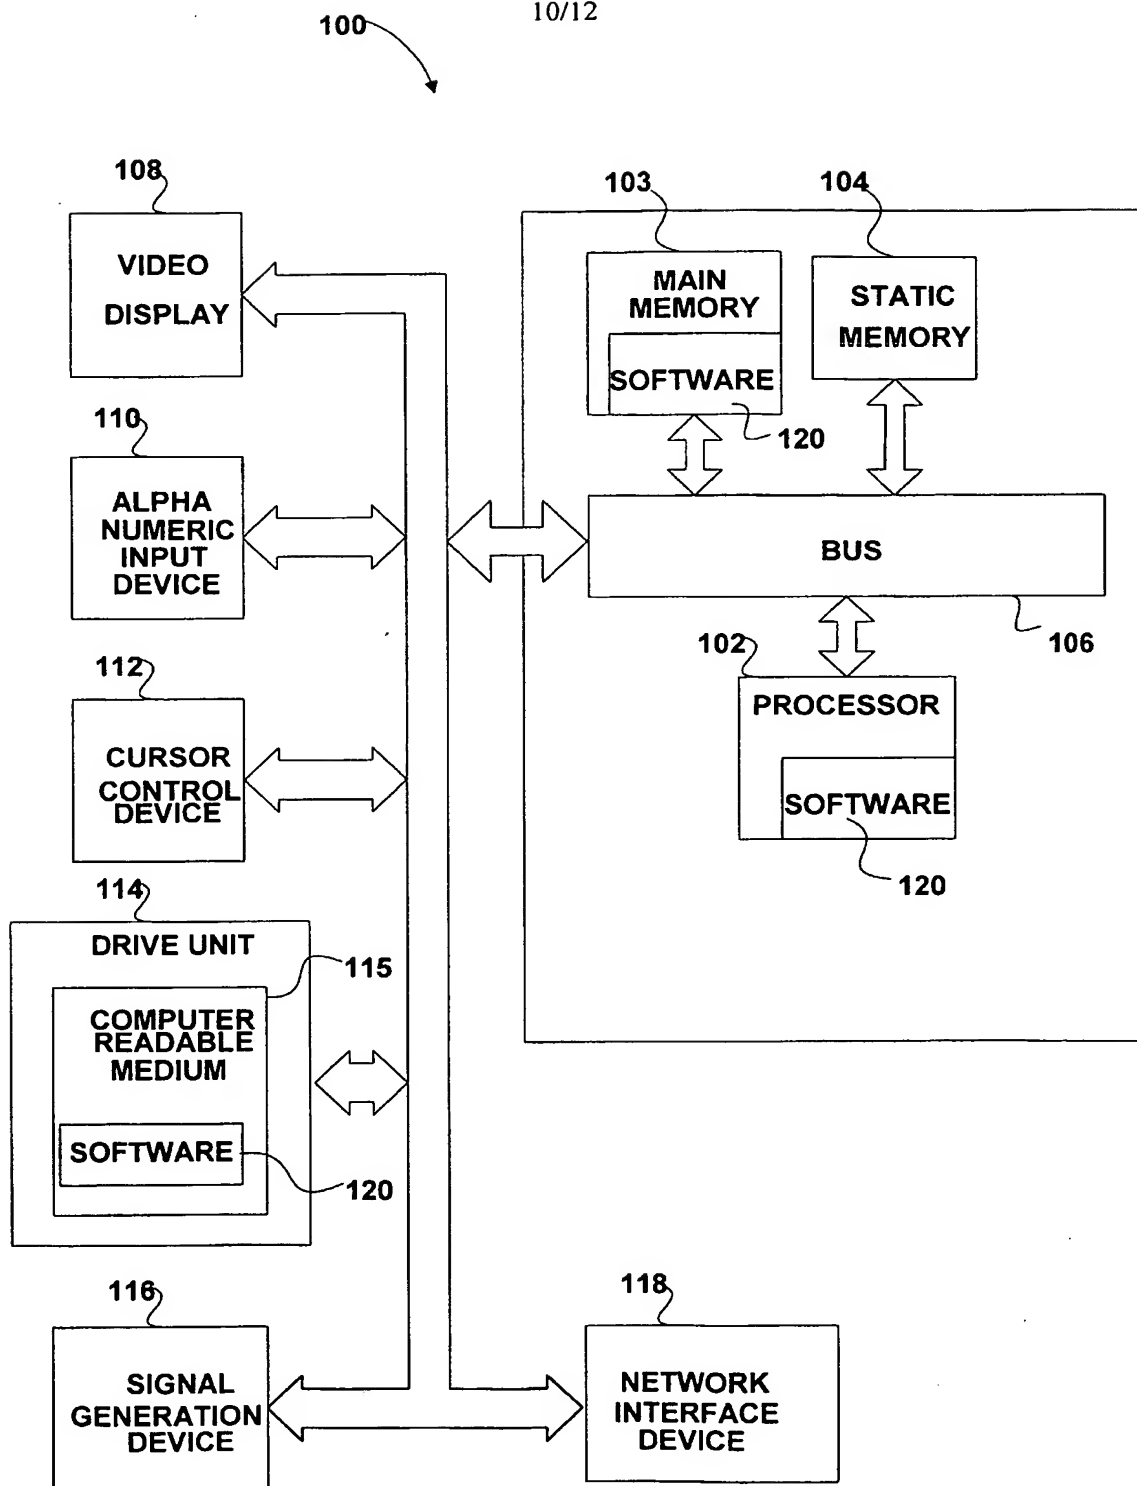 10/12
100
108
VIDEO
DISPLAY
103
MAIN
MEMORY
SOFTWARE
120
104
STATIC
MEMORY
110
ALPHA
NUMERIC
INPUT
DEVICE
BUS
106
102
PROCESSOR
SOFTWARE
120
112
CURSOR
CONTROL
DEVICE
114
DRIVE UNIT
115
COMPUTER
READABLE
MEDIUM
SOFTWARE
120
116
SIGNAL
GENERATION
DEVICE
118
NETWORK
INTERFACE
DEVICE